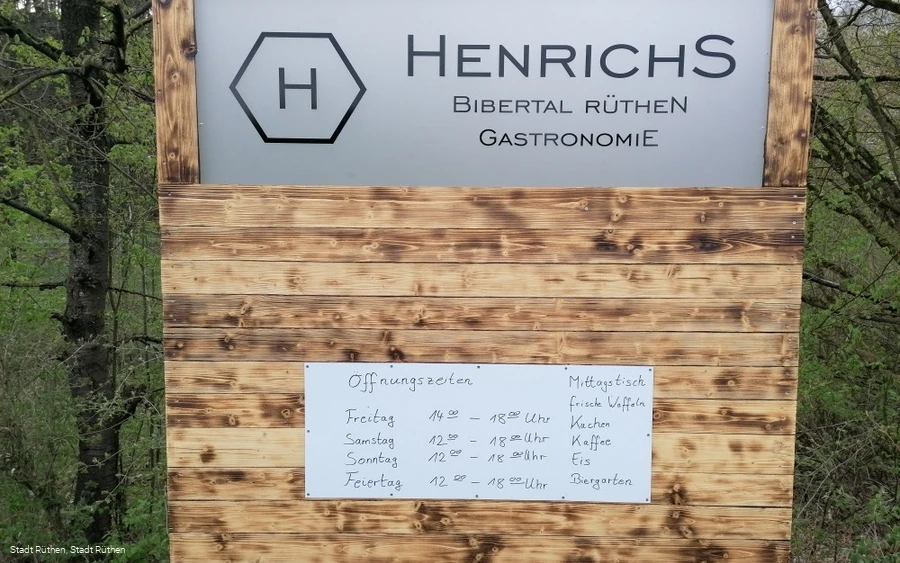 H
HENRICHS
BIBERTAL RÜTHEN
GASTRONOMIE
Öffnungszeiten
Freitag 14⁰⁰ – 18⁰⁰ Uhr
Samstag 12⁰⁰ – 18⁰⁰ Uhr
Sonntag 12⁰⁰ – 18⁰⁰ Uhr
Feiertag 12⁰⁰ – 18⁰⁰ Uhr
Mittagstisch
frische Waffeln
Kuchen
Kaffee
Eis
Biergarten
Stadt Rüthen, Stadt Rüthen